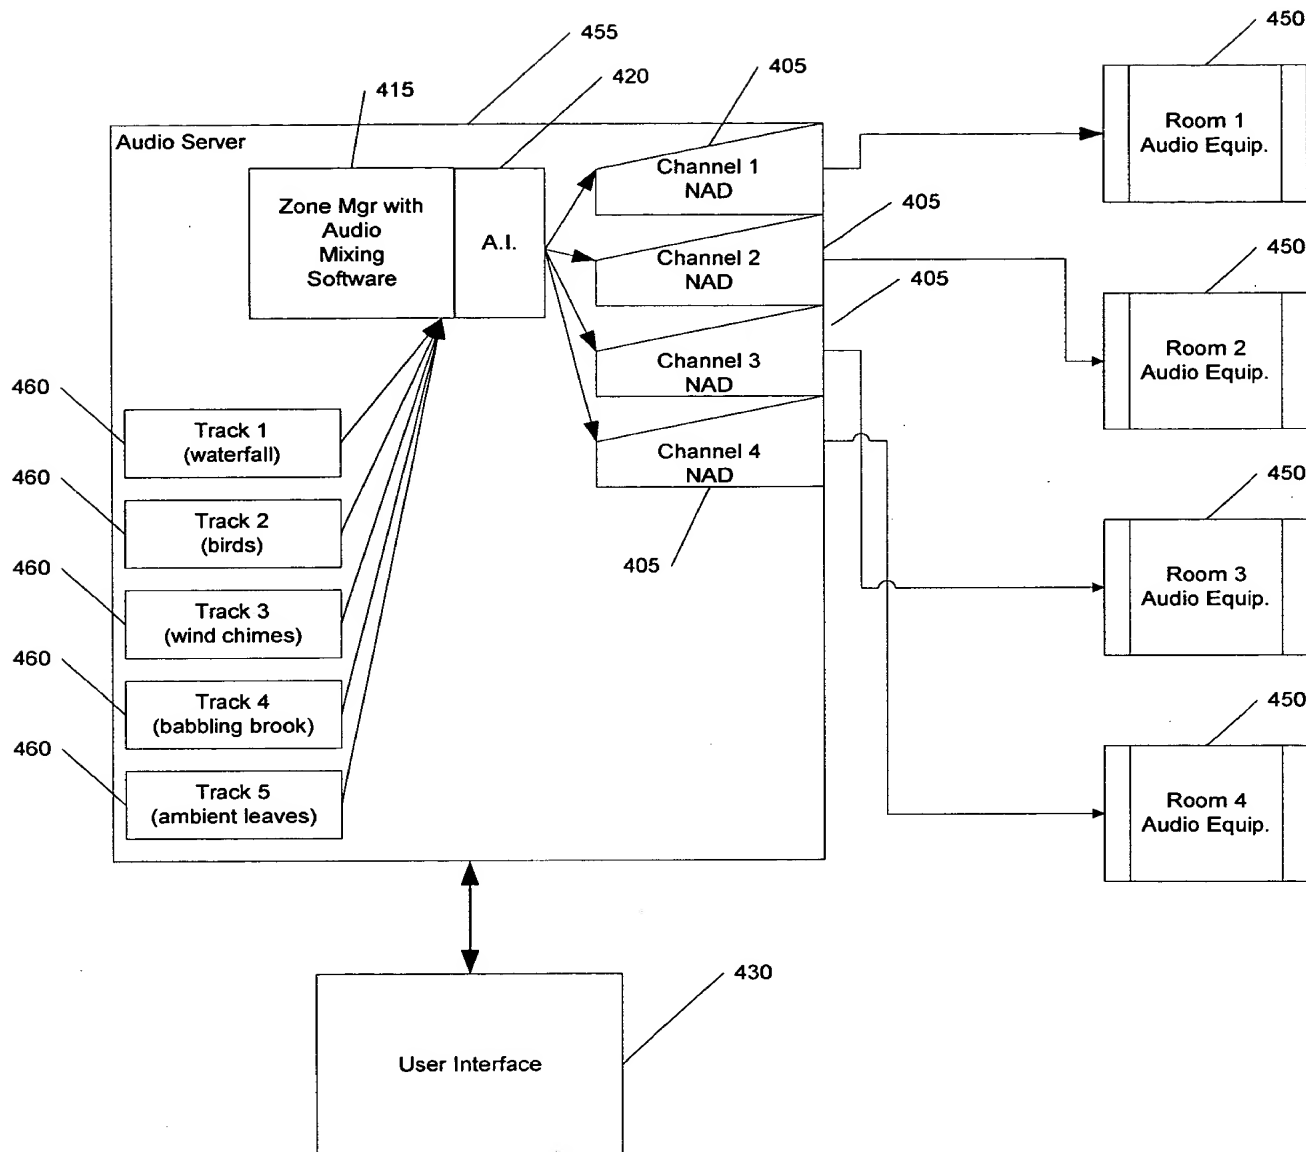 455
450
420
405
415
Audio Server
Room 1
Audio Equip.
Channel 1
NAD
Zone Mgr with
Audio
Mixing
Software
A.I.
405
450
Channel 2
NAD
405
Room 2
Audio Equip.
Channel 3
NAD
460
Track 1
(waterfall)
Channel 4
NAD
450
460
Track 2
(birds)
405
Room 3
Audio Equip.
460
Track 3
(wind chimes)
460
Track 4
(babbling brook)
450
460
Track 5
(ambient leaves)
Room 4
Audio Equip.
430
User Interface